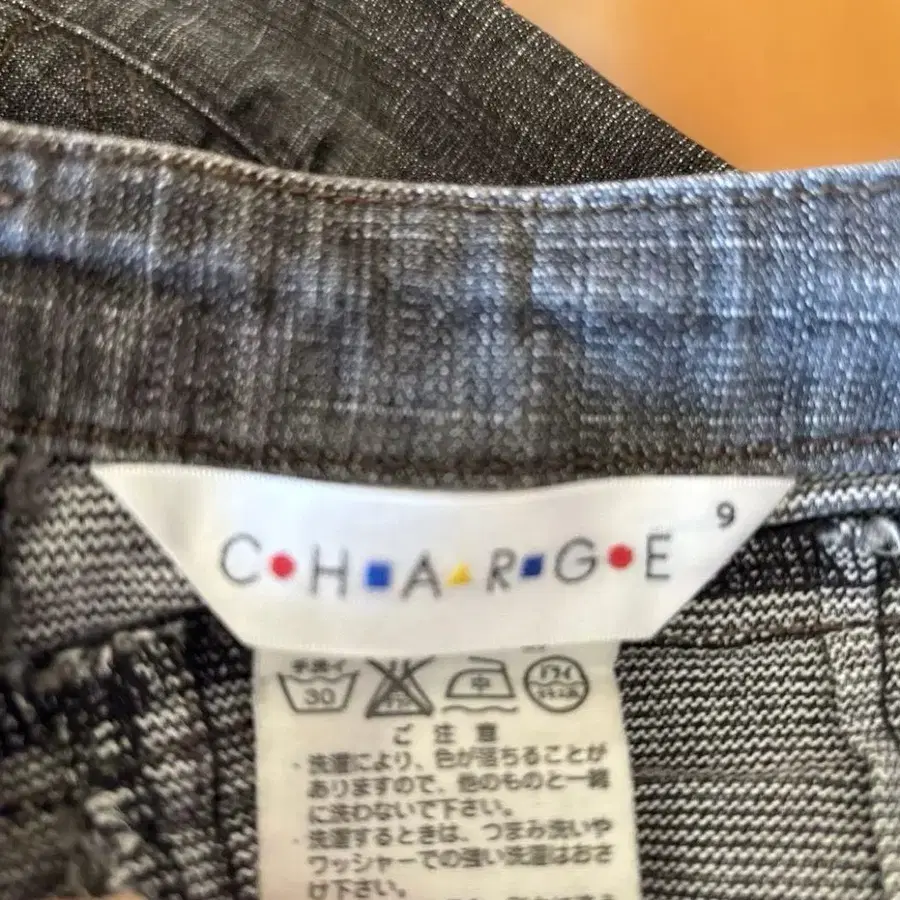 C•H■A▲R■G•E 9
手洗イ
30
中
ドライ
ご注意
・洗濯により、色が落ちることが
ありますので、他のものと一緒
に洗わないで下さい。
・洗濯するときは、つまみ洗いや
ワッシャーでの強い洗濯はおさ
け下さい。